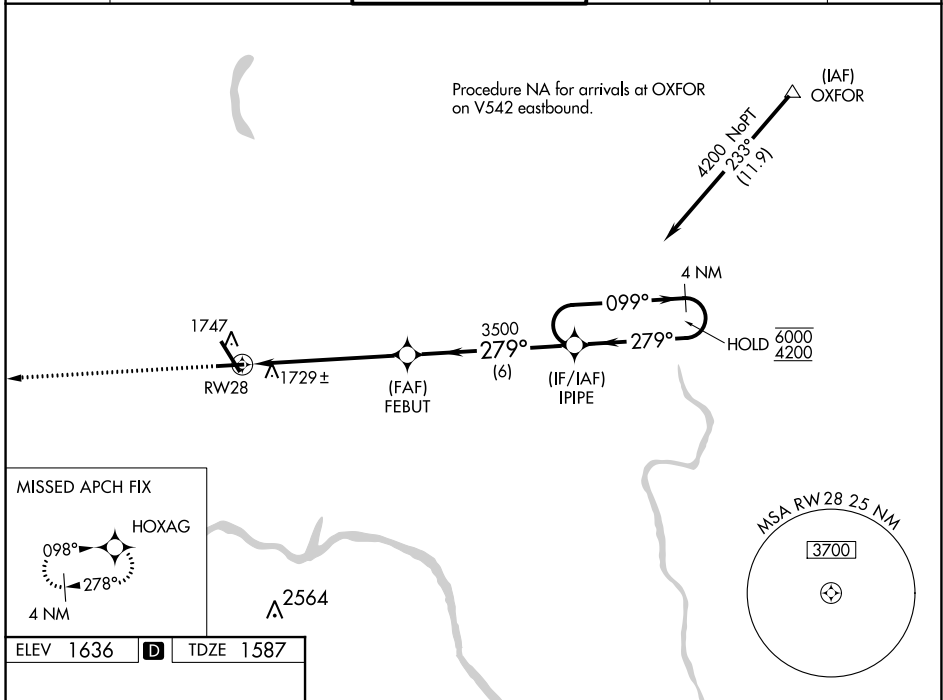 Procedure NA for arrivals at OXFOR
on V542 eastbound.
(IAF)
OXFOR
4200 NoPT
233°
(11.9)
4 NM
099°
279°
HOLD
6000
4200
3500
279°
(6)
(IF/IAF)
IPIPE
(FAF)
FEBUT
1747
1729 ±
RW28
MISSED APCH FIX
HOXAG
098°
278°
4 NM
2564
MSA RW28 25 NM
3700
ELEV 1636 D TDZE 1587